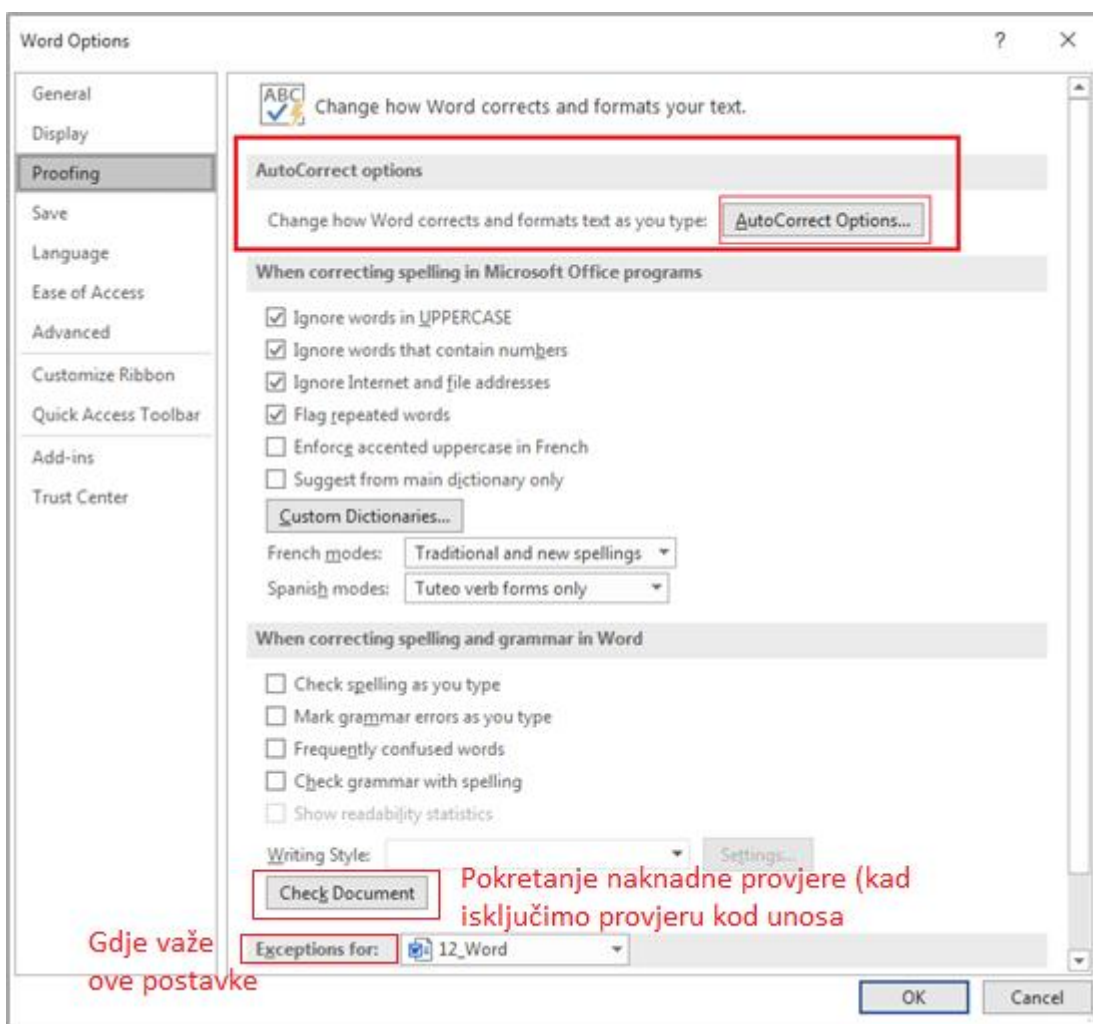 Word Options
General
Display
Proofing
Save
Language
Ease of Access
Advanced
Customize Ribbon
Quick Access Toolbar
Add-ins
Trust Center
ABC
Change how Word corrects and formats your text.
AutoCorrect options
Change how Word corrects and formats text as you type: AutoCorrect Options...
When correcting spelling in Microsoft Office programs
Ignore words in UPPERCASE
Ignore words that contain numbers
Ignore Internet and file addresses
Flag repeated words
Enforce accented uppercase in French
Suggest from main dictionary only
Custom Dictionaries...
French modes: Traditional and new spellings
Spanish modes: Tuteo verb forms only
When correcting spelling and grammar in Word
Check spelling as you type
Mark grammar errors as you type
Frequently confused words
Check grammar with spelling
Show readability statistics
Writing Style: Settings...
Check Document
Pokretanje naknadne provjere (kad
isključimo provjeru kod unosa
Gdje važe
ove postavke
Exceptions for: 12_Word
OK Cancel